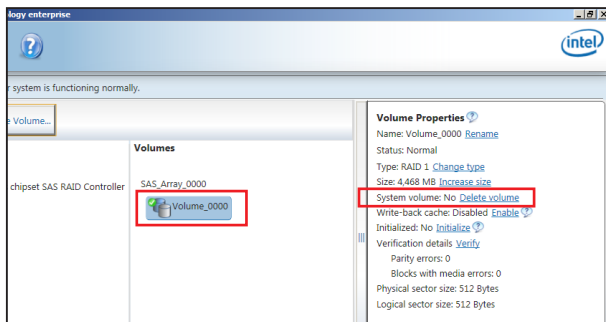 logy enterprise
intel
r system is functioning normally.
e Volume...
Volumes
chipset SAS RAID Controller
SAS_Array_0000
Volume_0000
Volume Properties
Name: Volume_0000 Rename
Status: Normal
Type: RAID 1 Change type
Size: 4,468 MB Increase size
System volume: No Delete volume
Write-back cache: Disabled Enable
Initialized: No Initialize
Verification details Verify
Parity errors: 0
Blocks with media errors: 0
Physical sector size: 512 Bytes
Logical sector size: 512 Bytes